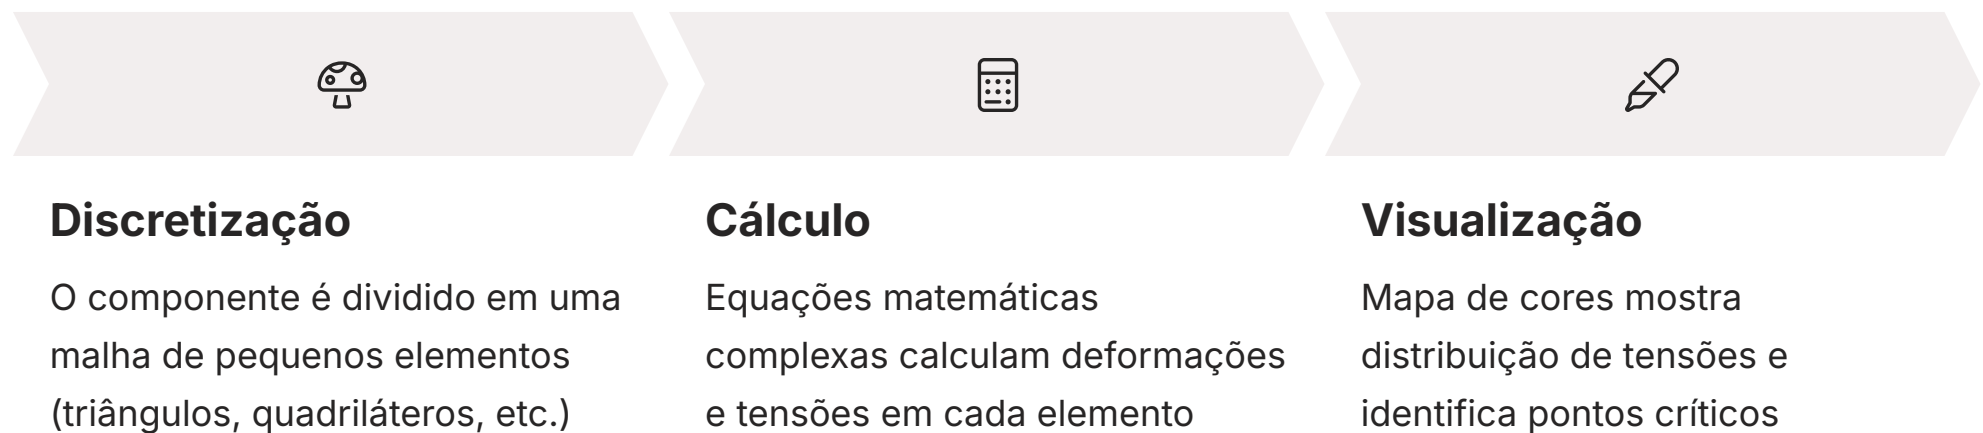 Discretização
O componente é dividido em uma
malha de pequenos elementos
(triângulos, quadriláteros, etc.)
Cálculo
Equações matemáticas
complexas calculam deformações
e tensões em cada elemento
Visualização
Mapa de cores mostra
distribuição de tensões e
identifica pontos críticos